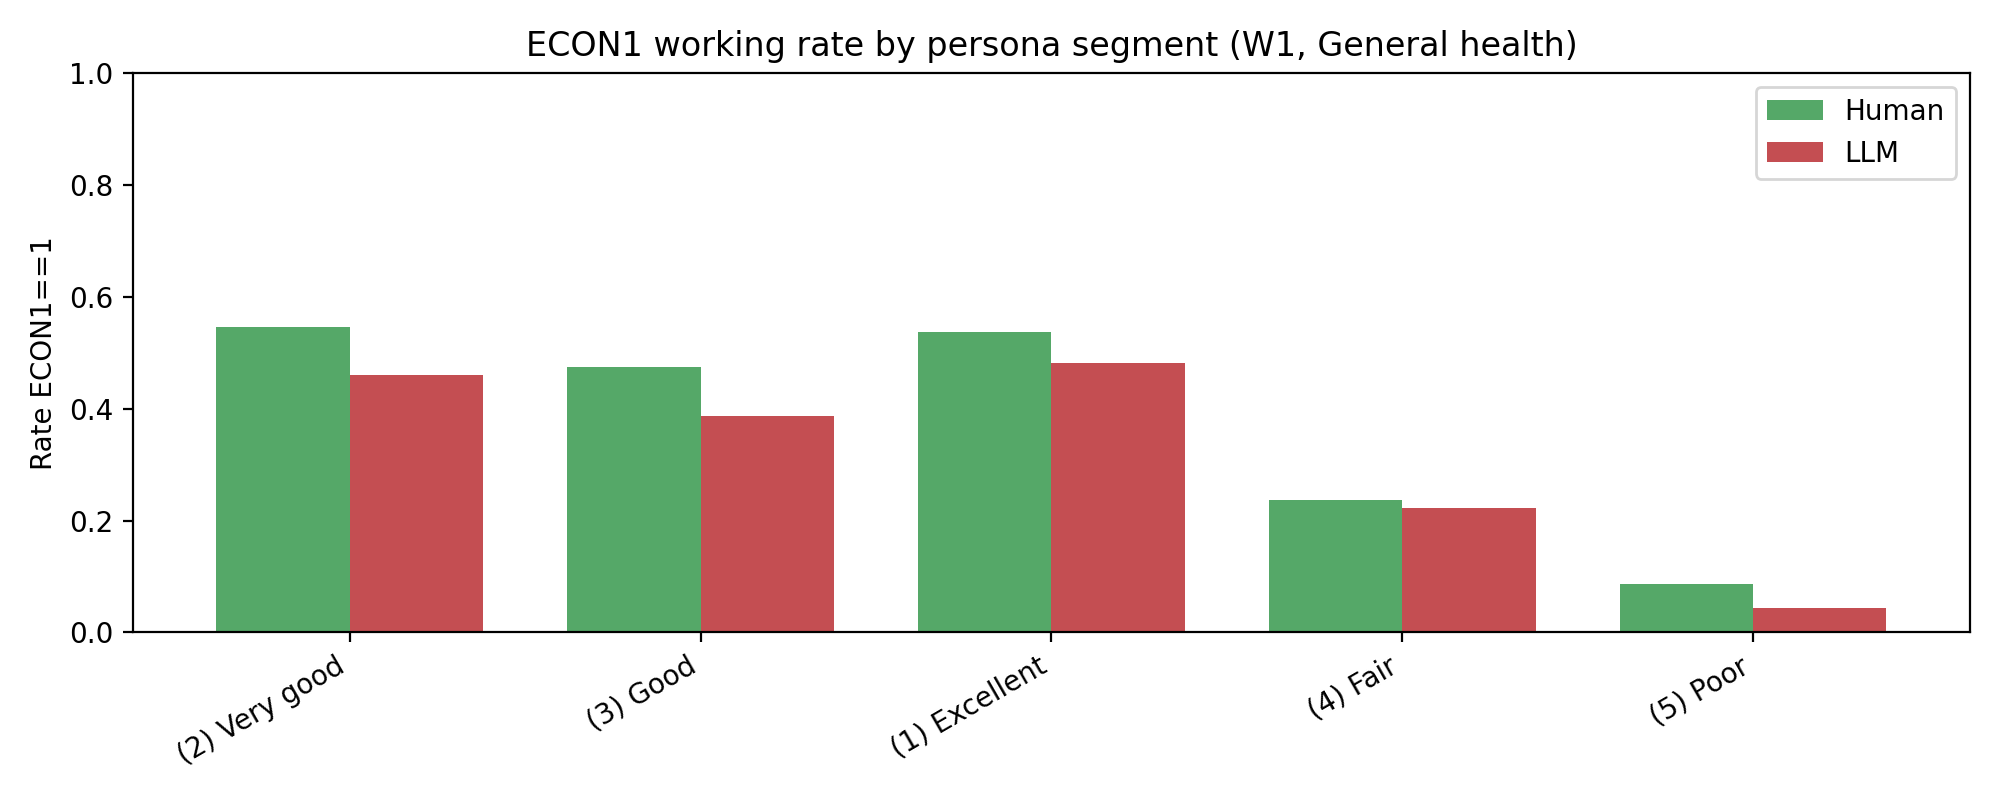 ECON1 working rate by persona segment (W1, General health)
Rate ECON1==1
1.0
0.8
0.6
0.4
0.2
0.0
Human
LLM
(2) Very good
(3) Good
(1) Excellent
(4) Fair
(5) Poor